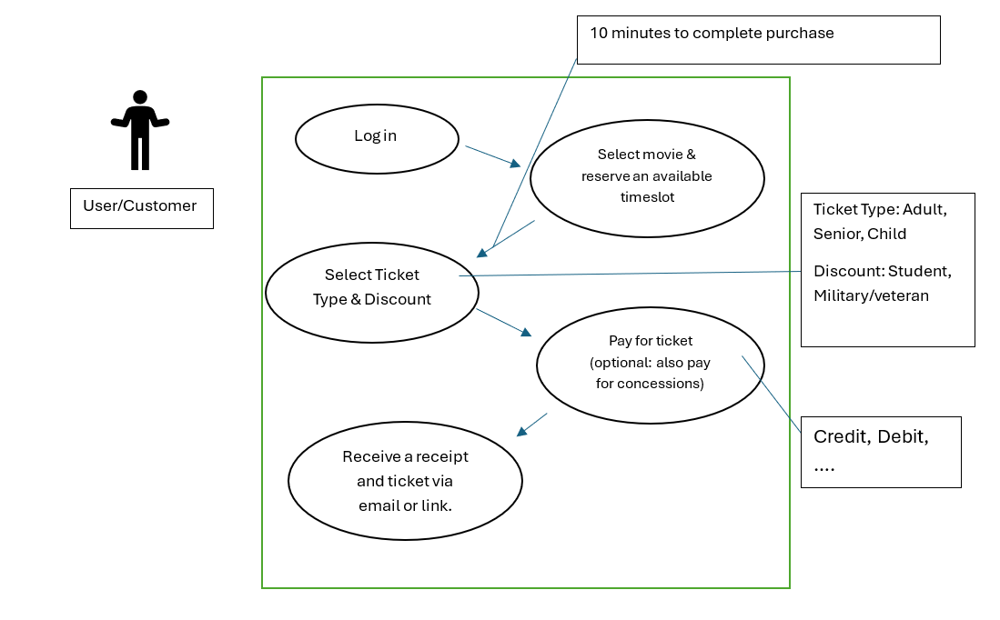 10 minutes to complete purchase
Log in
Select movie &
reserve an available
timeslot
User/Customer
Ticket Type: Adult,
Senior, Child
Discount: Student,
Military/veteran
Select Ticket
Type & Discount
Pay for ticket
(optional: also pay
for concessions)
Credit, Debit,
....
Receive a receipt
and ticket via
email or link.